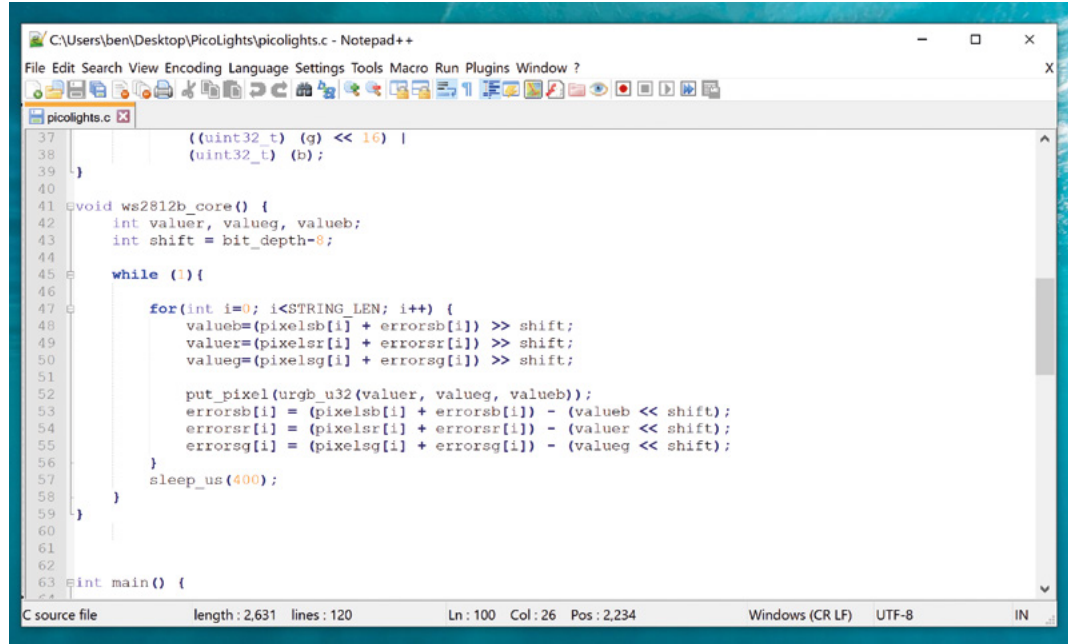 C:\Users\ben\Desktop\PicoLights\picolights.c - Notepad++
File Edit Search View Encoding Language Settings Tools Macro Run Plugins Window ? X
picolights.c
37 ((uint32_t) (g) << 16) |
38 (uint32_t) (b);
39 }
40
41 void ws2812b_core() {
42 int valuer, valueg, valueb;
43 int shift = bit_depth-8;
44
45 while (1){
46
47 for(int i=0; i<STRING_LEN; i++) {
48 valueb=(pixelsb[i] + errorsb[i]) >> shift;
49 valuer=(pixelsr[i] + errorsr[i]) >> shift;
50 valueg=(pixelsg[i] + errorsg[i]) >> shift;
51
52 put_pixel(urgb_u32(valuer, valueg, valueb));
53 errorsb[i] = (pixelsb[i] + errorsb[i]) - (valueb << shift);
54 errorsr[i] = (pixelsr[i] + errorsr[i]) - (valuer << shift);
55 errorsg[i] = (pixelsg[i] + errorsg[i]) - (valueg << shift);
56 }
57 sleep_us(400);
58 }
59 }
60
61
62
63 int main() {
C source file length : 2,631 lines : 120 Ln : 100 Col : 26 Pos : 2,234 Windows (CR LF) UTF-8 IN